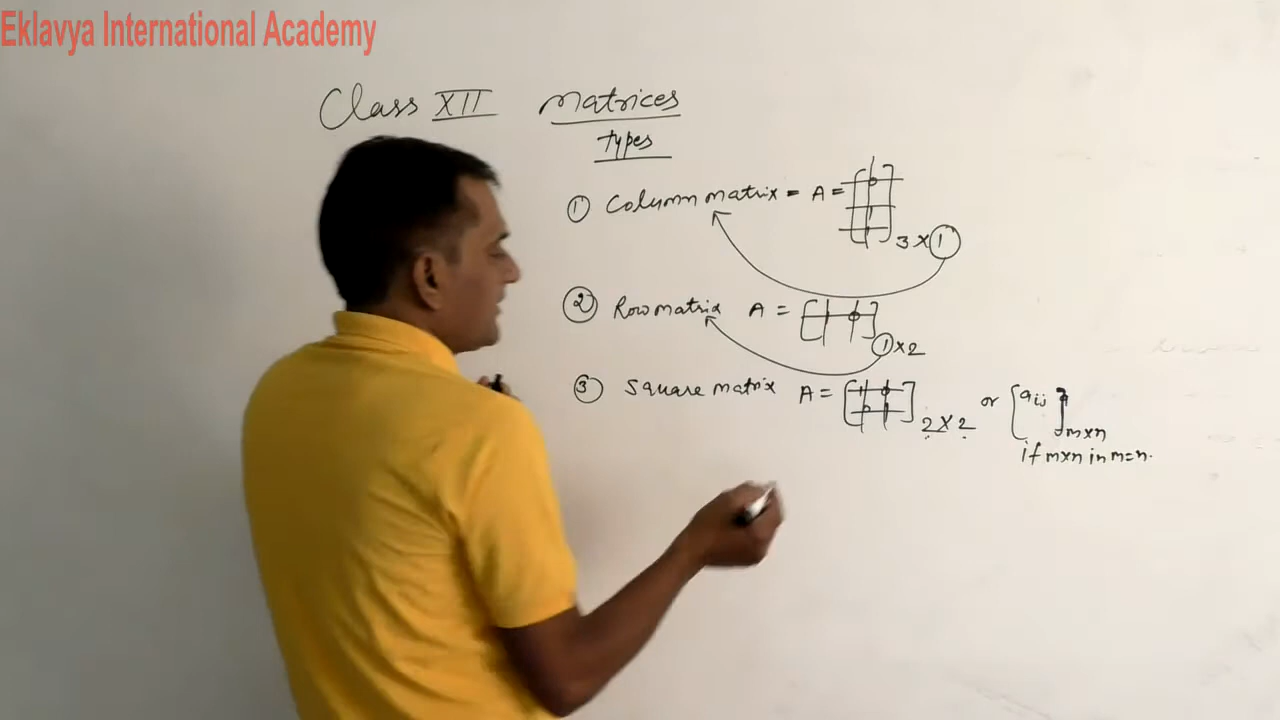 Eklavya International Academy
Class XII Matrices
types
① Column matrix = A = [ ] 3 × 1
② Row matrix A = [ ] 1 × 2
③ Square matrix A = [ ] 2 × 2 or [aij] m×n
if m×n in m=n.